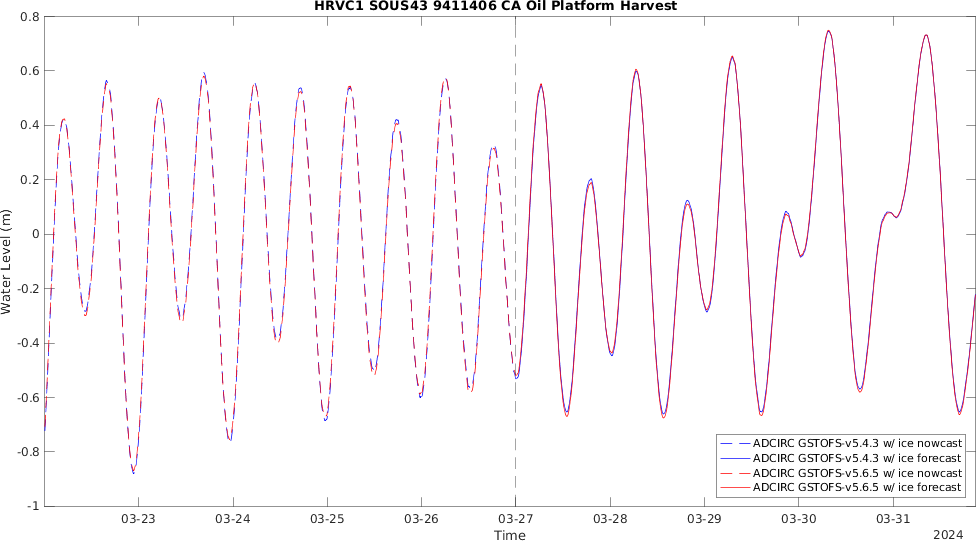 HRVC1 SOUS43 9411406 CA Oil Platform Harvest
0.8
0.6
0.4
0.2
0
-0.2
-0.4
-0.6
-0.8
-1
Water Level (m)
03-23 03-24 03-25 03-26 03-27 03-28 03-29 03-30 03-31
Time
2024
ADCIRC GSTOFS-v5.4.3 w/ ice nowcast
ADCIRC GSTOFS-v5.4.3 w/ ice forecast
ADCIRC GSTOFS-v5.6.5 w/ ice nowcast
ADCIRC GSTOFS-v5.6.5 w/ ice forecast